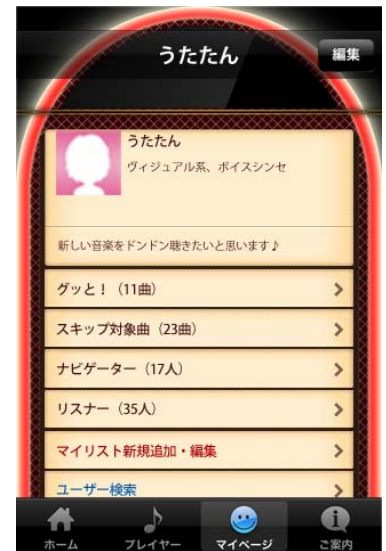 うたたん
編集
うたたん
ヴィジュアル系、ボイスシンセ
新しい音楽をドンドン聴きたいと思います♪
グッと！（11曲）
スキップ対象曲（23曲）
ナビゲーター（17人）
リスナー（35人）
マイリスト新規追加・編集
ユーザー検索
ホーム
プレイヤー
マイページ
ご案内